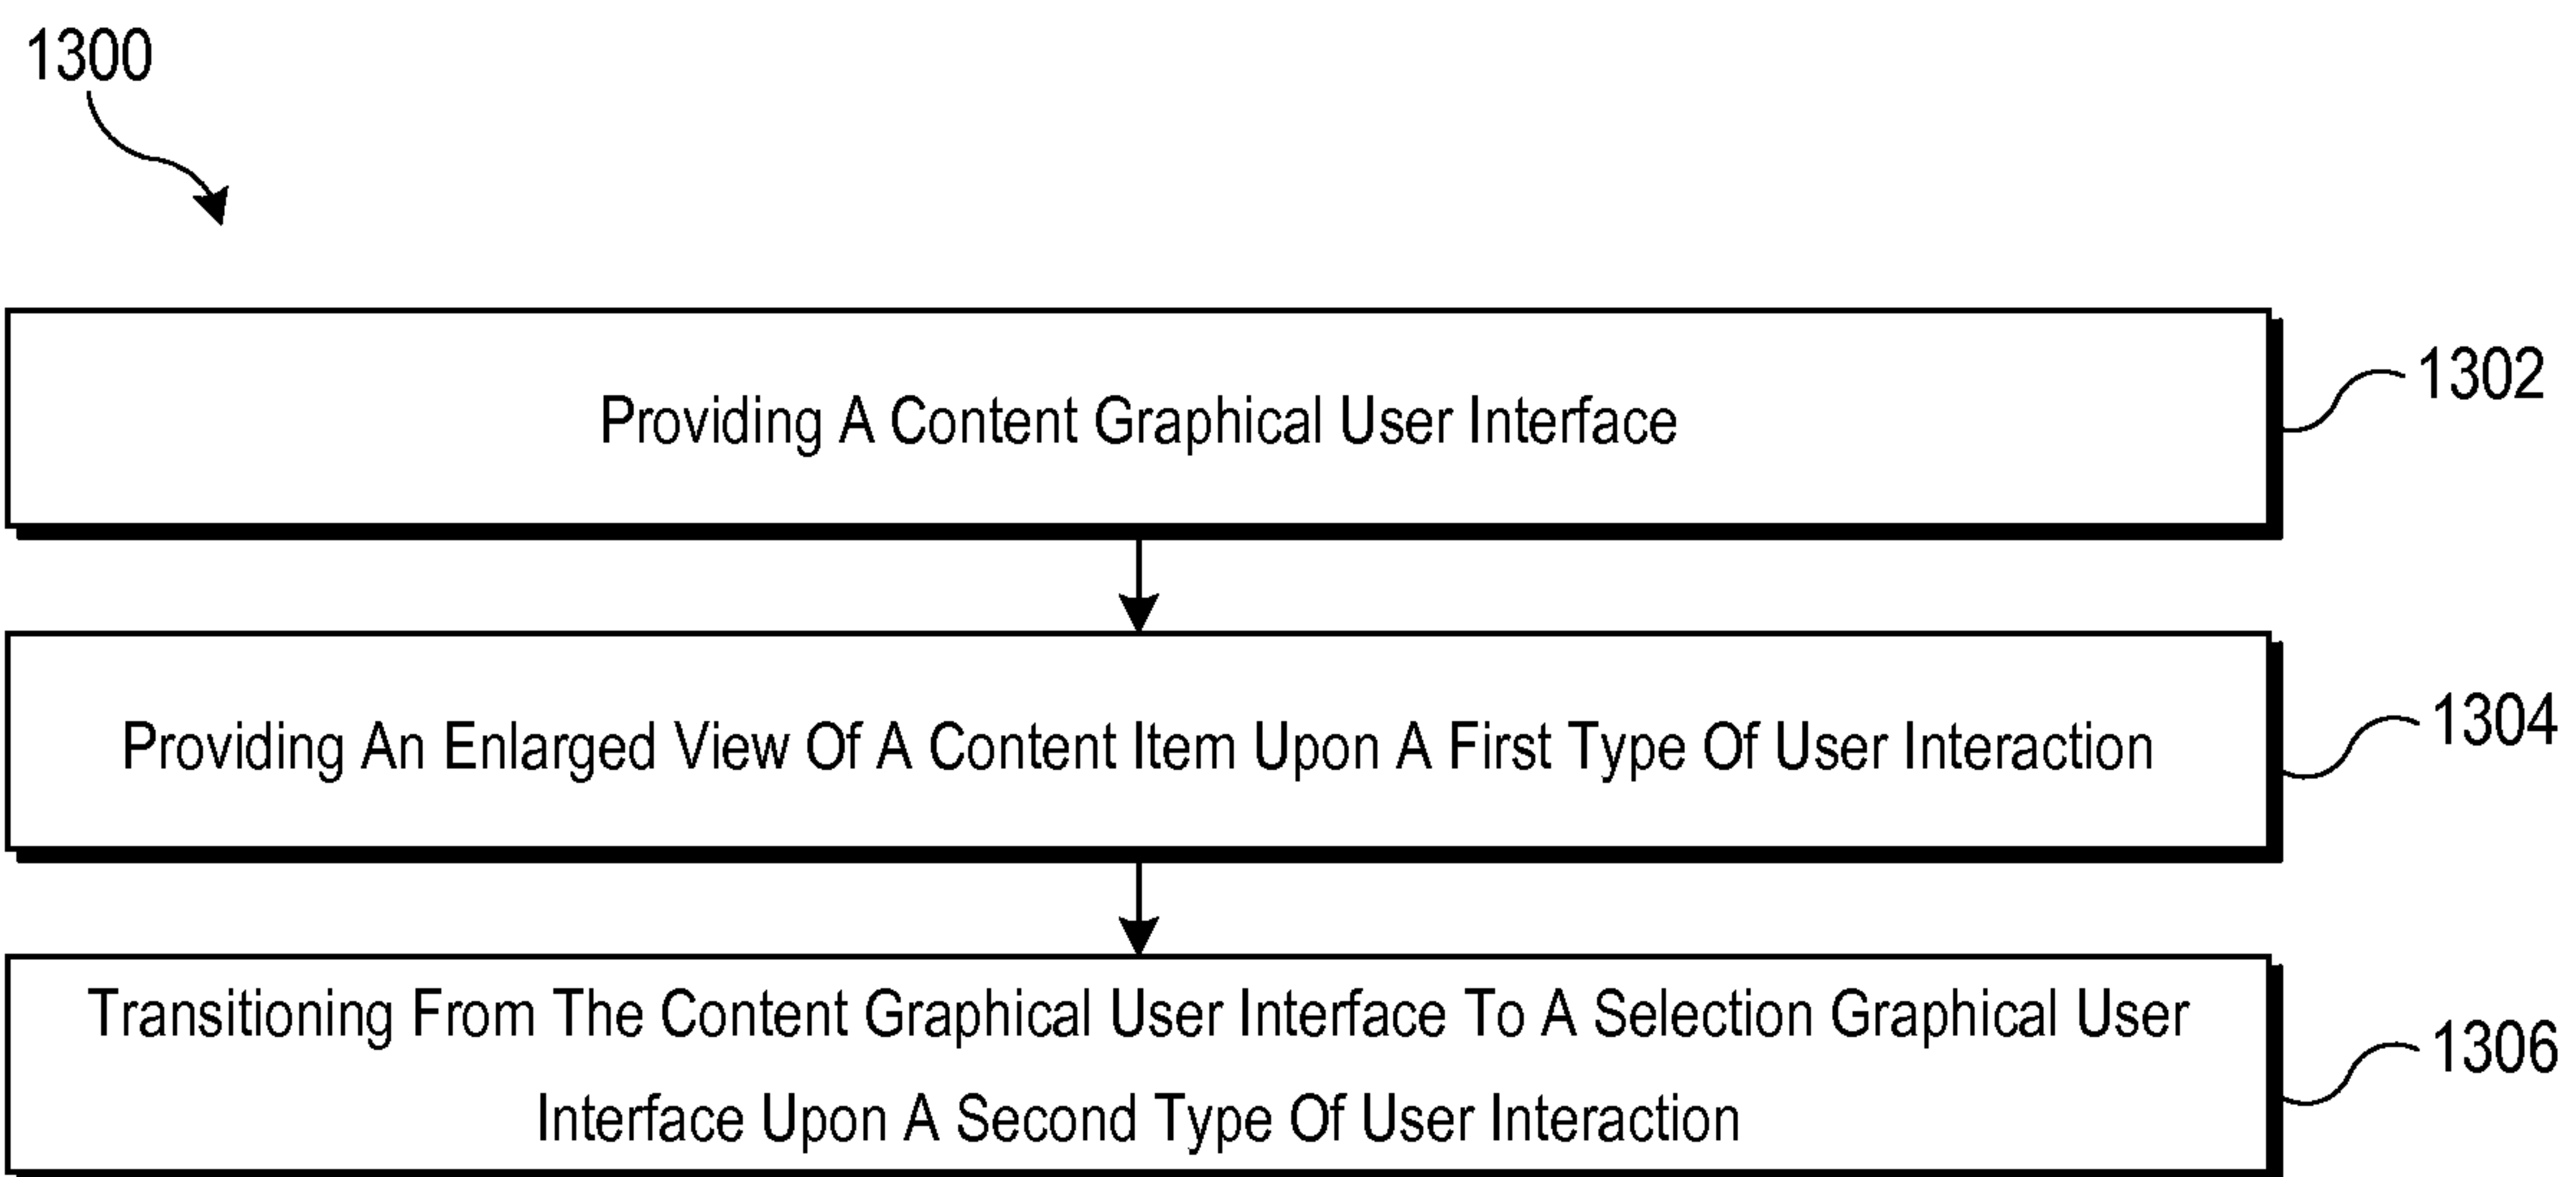 1300
Providing A Content Graphical User Interface
1302
Providing An Enlarged View Of A Content Item Upon A First Type Of User Interaction
1304
Transitioning From The Content Graphical User Interface To A Selection Graphical User
Interface Upon A Second Type Of User Interaction
1306